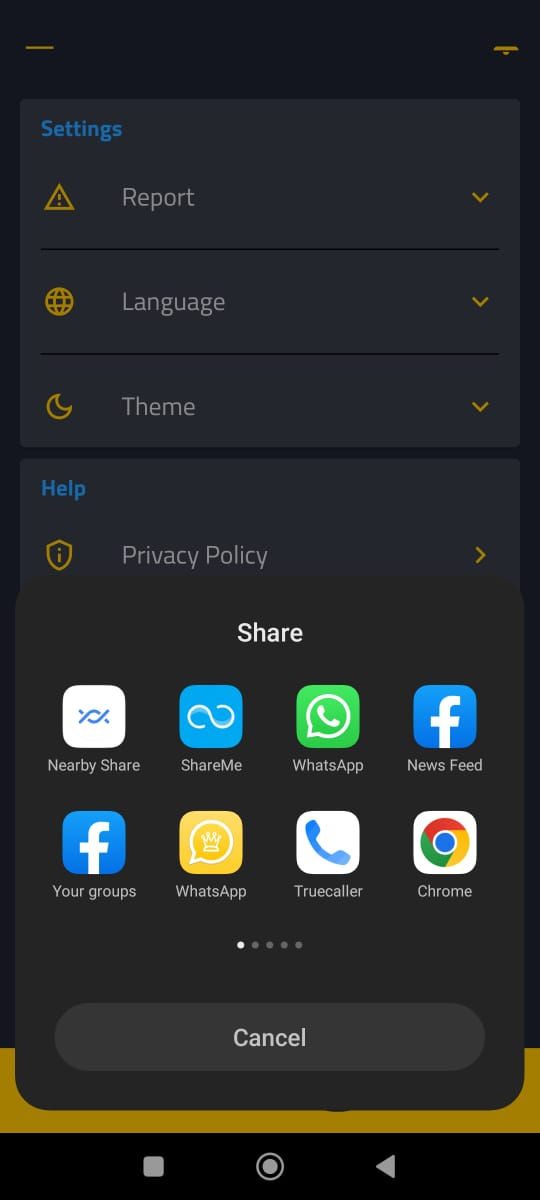 Settings
Report
Language
Theme
Help
Privacy Policy
Share
Nearby Share ShareMe WhatsApp News Feed
Your groups WhatsApp Truecaller Chrome
Cancel